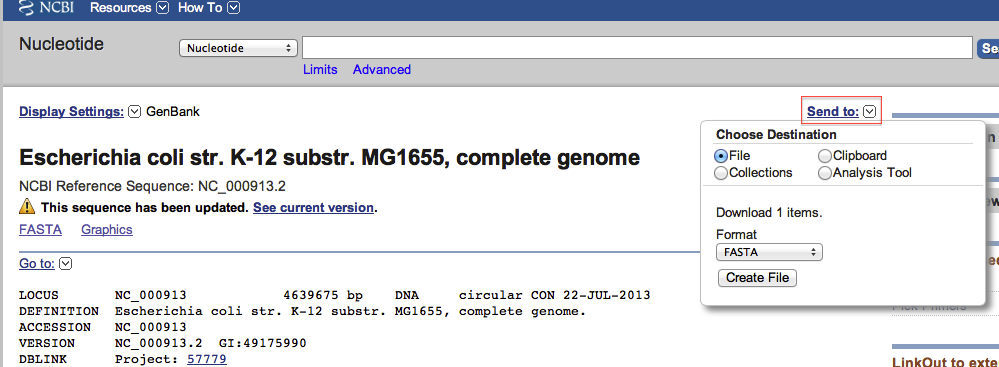 NCBI Resources How To
Nucleotide Nucleotide
Limits Advanced
Display Settings: GenBank Send to:
Choose Destination
File Clipboard
Collections Analysis Tool
Download 1 items.
Format
FASTA
Create File
Escherichia coli str. K-12 substr. MG1655, complete genome
NCBI Reference Sequence: NC_000913.2
This sequence has been updated. See current version.
FASTA Graphics
Go to:
LOCUS NC_000913 4639675 bp DNA circular CON 22-JUL-2013
DEFINITION Escherichia coli str. K-12 substr. MG1655, complete genome.
ACCESSION NC_000913
VERSION NC_000913.2 GI:49175990
DBLINK Project: 57779
Pick Primers
LinkOut to exte